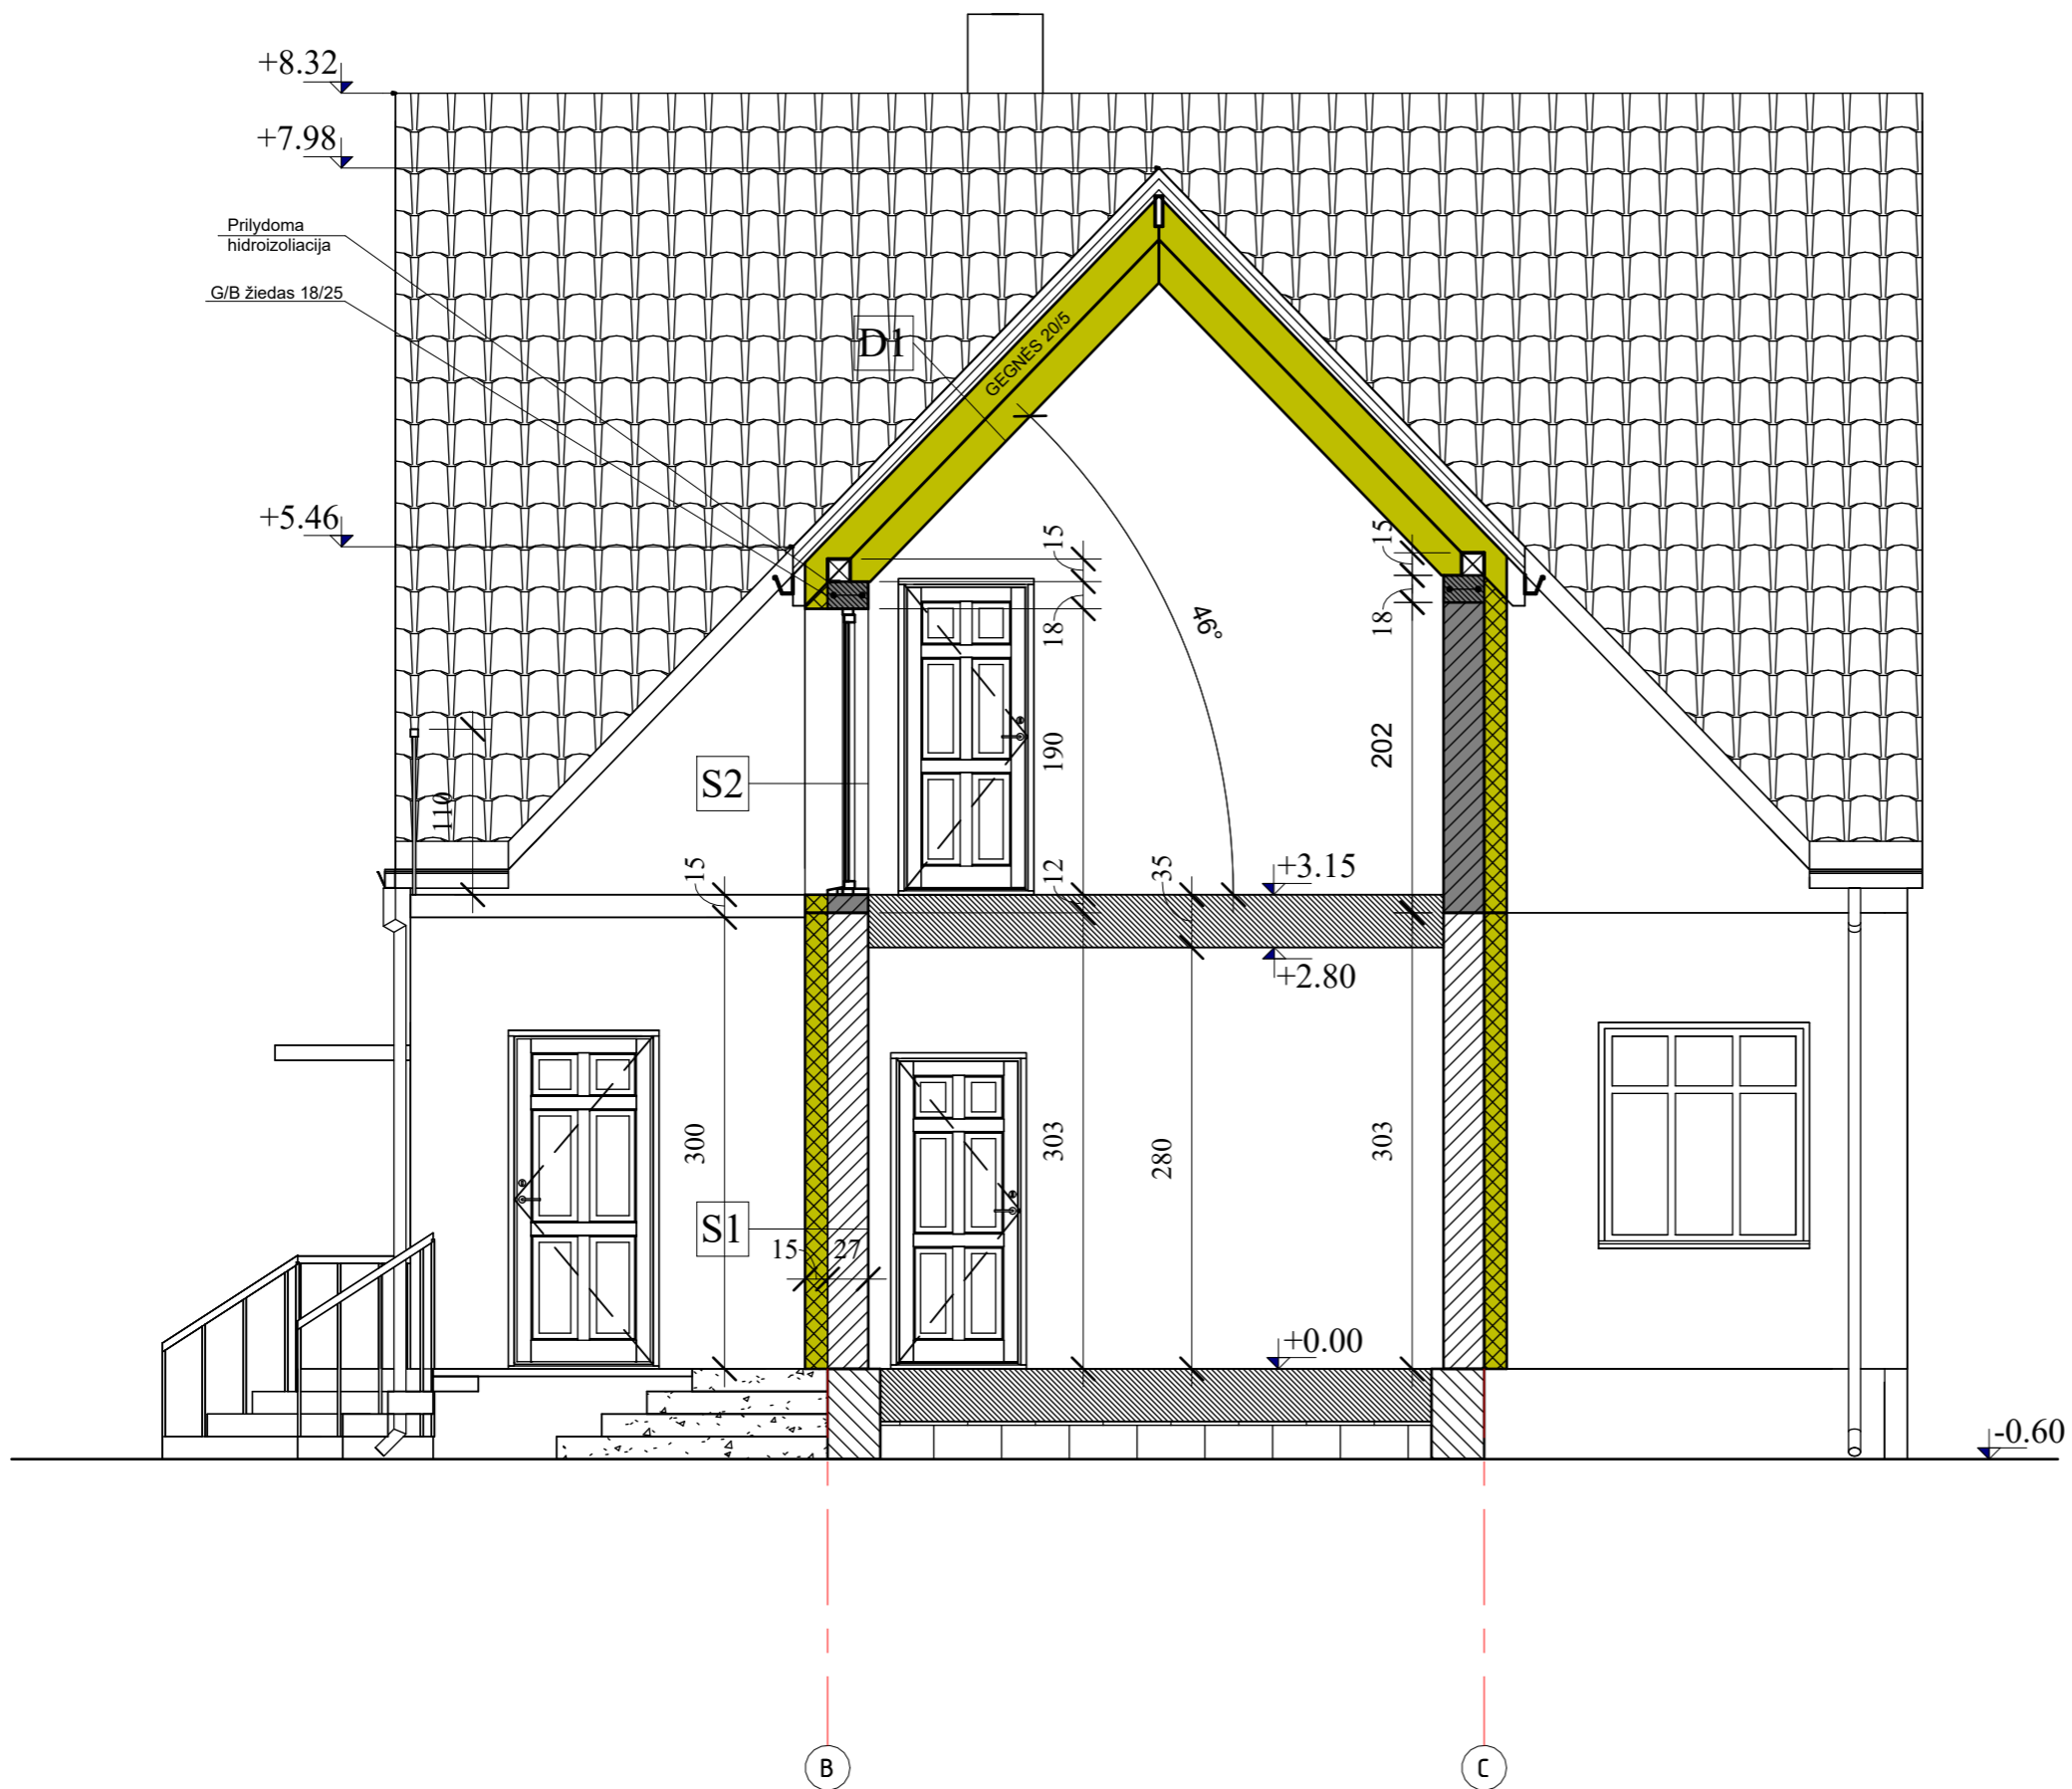 +8.32
+7.98
Prilydoma
hidroizoliacija
G/B žiedas 18/25
D1
GEGNĖS 20/5
+5.46
15
15
18
18
46°
190
202
S2
110
15
12
35
+3.15
+2.80
300
303
280
303
S1
15
27
+0.00
-0.60
B
C